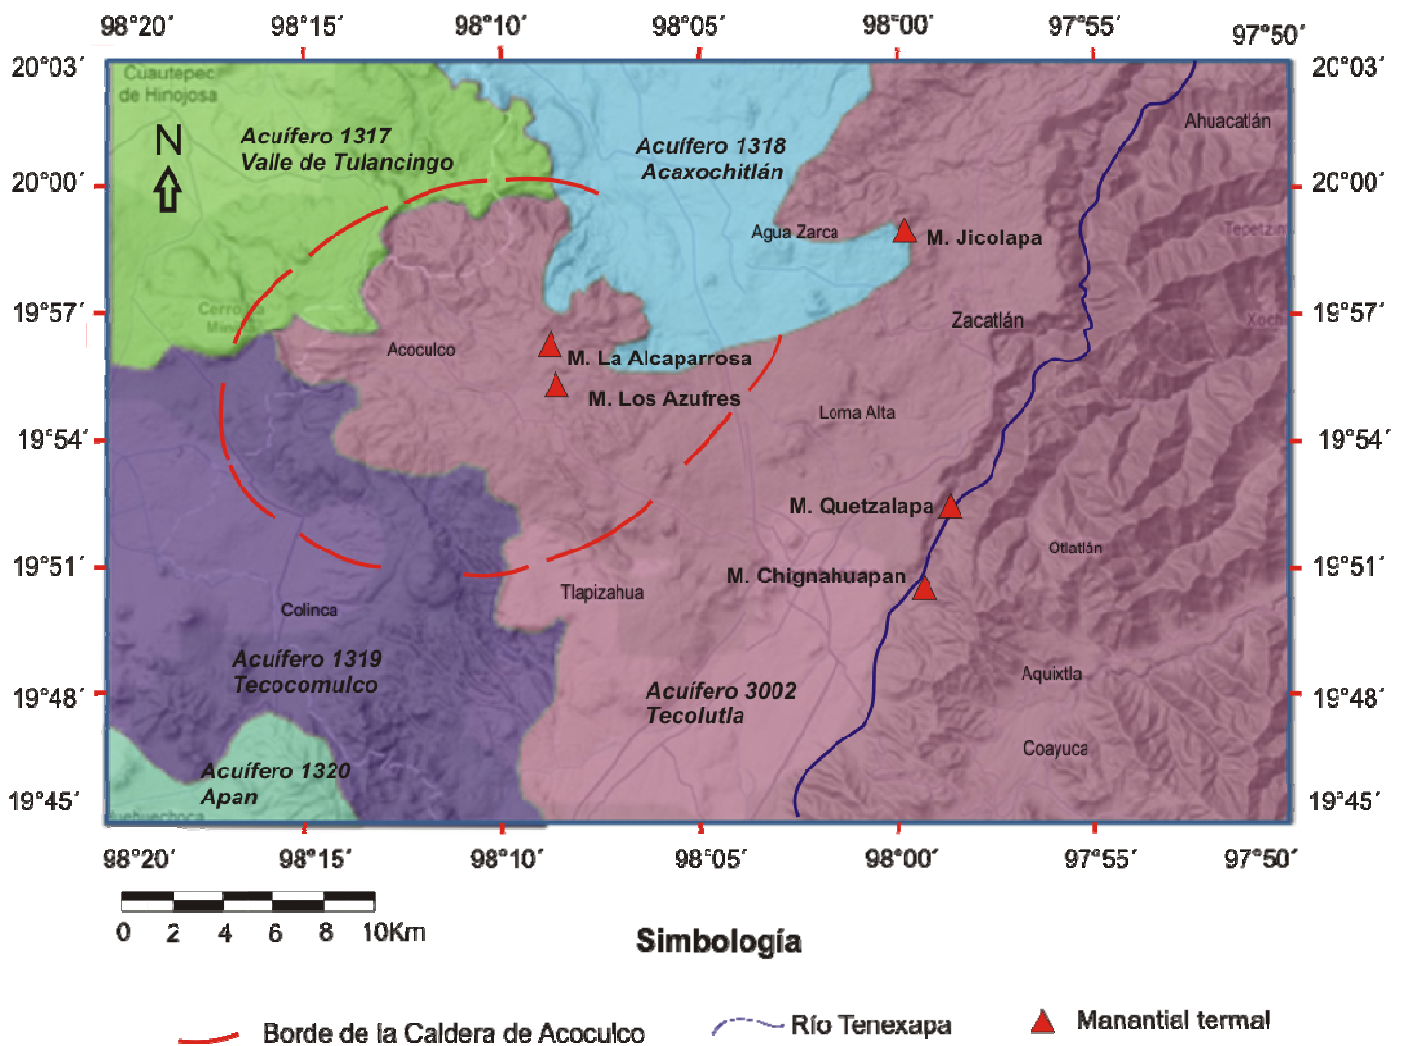 98°20´ 98°15´ 98°10´ 98°05´ 98°00´ 97°55´ 97°50´
20°03´ 20°03´
Cuautepec
de Hinojosa
Ahuacatlán
N
Acuífero 1317
Valle de Tulancingo
Acuífero 1318
Acaxochitlán
20°00´ 20°00´
Agua Zarca
M. Jicolapa
Tepetzin
19°57´ 19°57´
Cerro la
Mina
Zacatlán
Xoch
Acoculco
M. La Alcaparrosa
M. Los Azufres
Loma Alta
19°54´ 19°54´
M. Quetzalapa
Otlatlán
19°51´ 19°51´
M. Chignahuapan
Tlapizahua
Colinca
Acuífero 1319
Tecocomulco
Aquixtla
19°48´ 19°48´
Acuífero 3002
Tecolutla
Coayuca
Acuífero 1320
Apan
19°45´ 19°45´
98°20´ 98°15´ 98°10´ 98°05´ 98°00´ 97°55´ 97°50´
0 2 4 6 8 10Km
Simbología
Borde de la Caldera de Acoculco
Río Tenexapa
Manantial termal